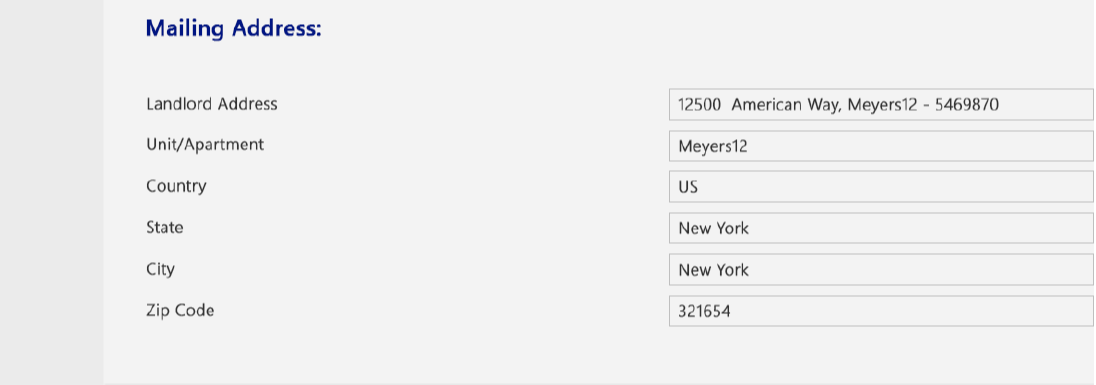 Mailing Address:
Landlord Address 12500  American Way, Meyers12 - 5469870
Unit/Apartment Meyers12
Country US
State New York
City New York
Zip Code 321654